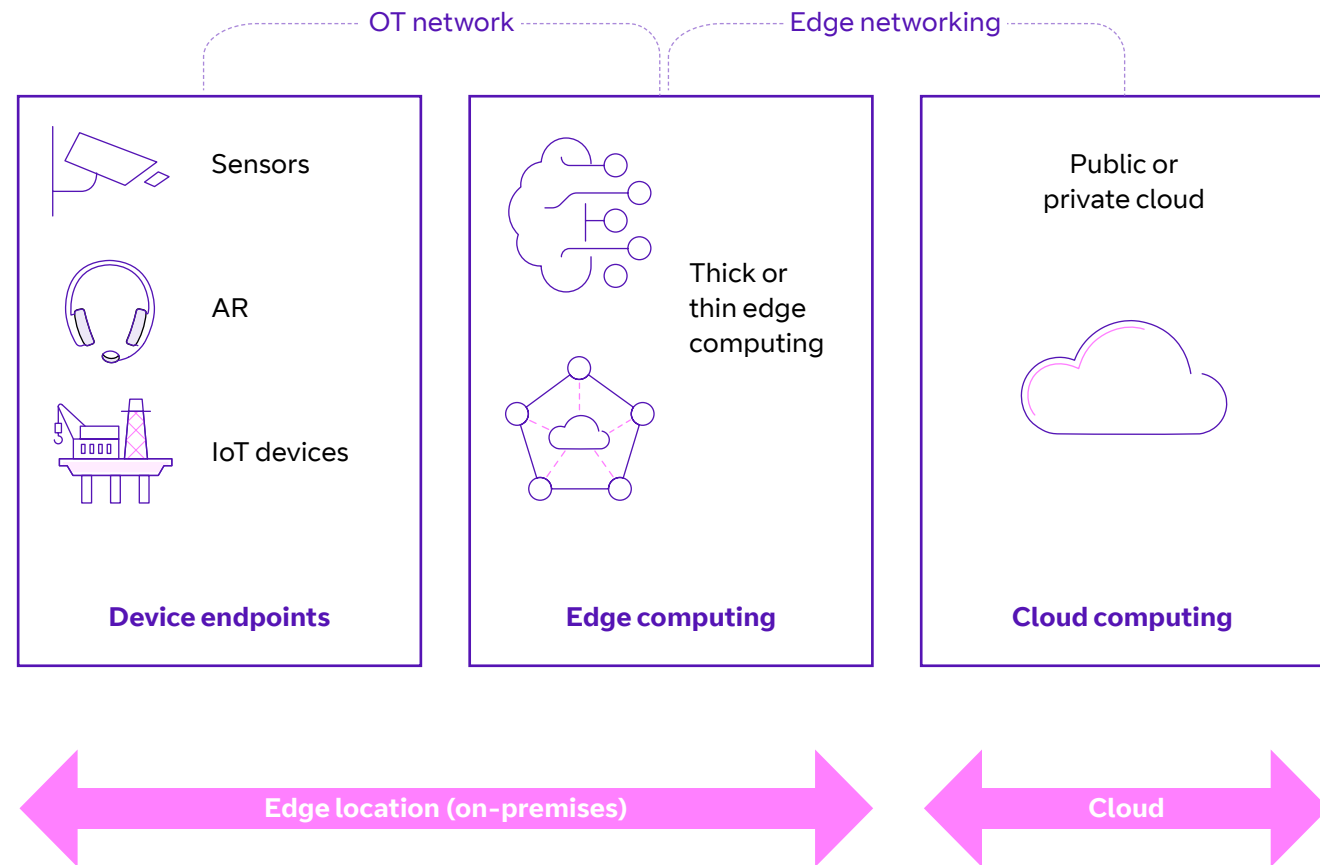 OT network
Edge networking
Sensors
AR
IoT devices
Device endpoints
Thick or
thin edge
computing
Edge computing
Public or
private cloud
Cloud computing
Edge location (on-premises)
Cloud